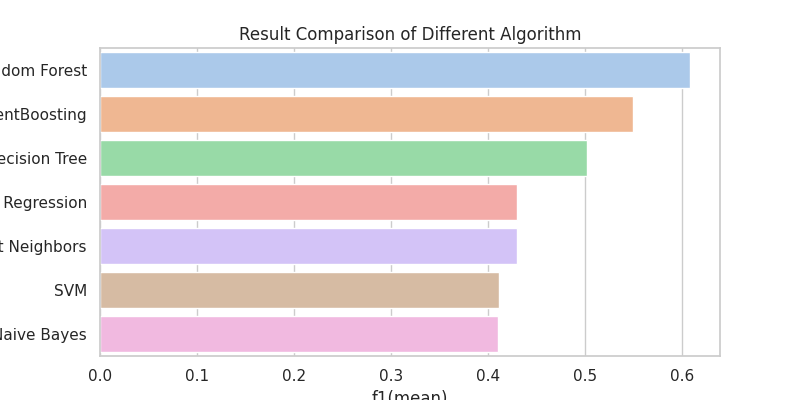 Result Comparison of Different Algorithm
dom Forest
entBoosting
ecision Tree
Regression
t Neighbors
SVM
Naive Bayes
0.0 0.1 0.2 0.3 0.4 0.5 0.6
f1(mean)